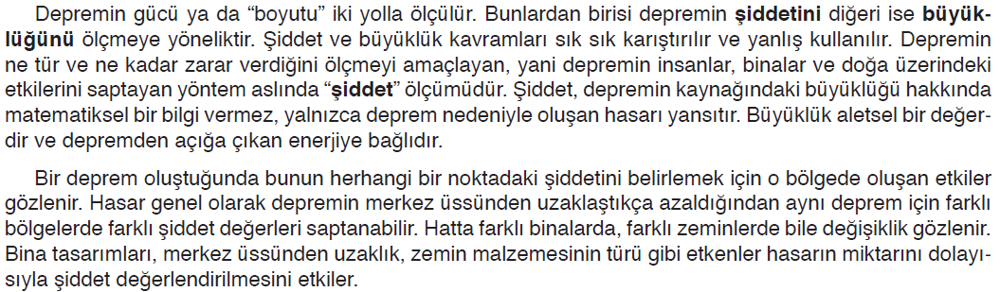 Depremin gücü ya da “boyutu” iki yolla ölçülür. Bunlardan birisi depremin şiddetini diğeri ise büyük-
lüğünü ölçmeye yöneliktir. Şiddet ve büyüklük kavramları sık sık karıştırılır ve yanlış kullanılır. Depremin
ne tür ve ne kadar zarar verdiğini ölçmeyi amaçlayan, yani depremin insanlar, binalar ve doğa üzerindeki
etkilerini saptayan yöntem aslında “şiddet” ölçümüdür. Şiddet, depremin kaynağındaki büyüklüğü hakkında
matematiksel bir bilgi vermez, yalnızca deprem nedeniyle oluşan hasarı yansıtır. Büyüklük aletsel bir değer-
dir ve depremden açığa çıkan enerjiye bağlıdır.
Bir deprem oluştuğunda bunun herhangi bir noktadaki şiddetini belirlemek için o bölgede oluşan etkiler
gözlenir. Hasar genel olarak depremin merkez üssünden uzaklaştıkça azaldığından aynı deprem için farklı
bölgelerde farklı şiddet değerleri saptanabilir. Hatta farklı binalarda, farklı zeminlerde bile değişiklik gözlenir.
Bina tasarımları, merkez üssünden uzaklık, zemin malzemesinin türü gibi etkenler hasarın miktarını dolayı-
sıyla şiddet değerlendirilmesini etkiler.